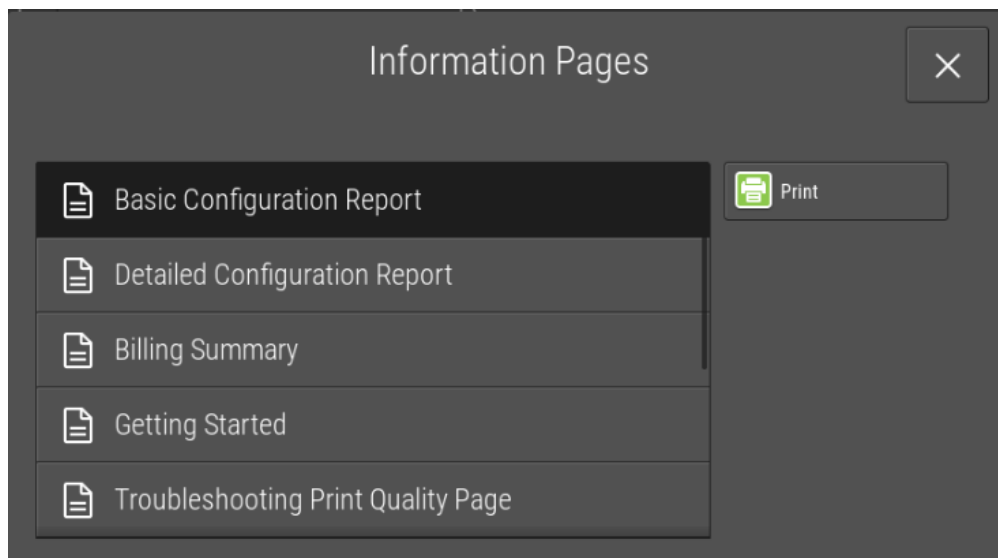 Information Pages
Basic Configuration Report
Print
Detailed Configuration Report
Billing Summary
Getting Started
Troubleshooting Print Quality Page